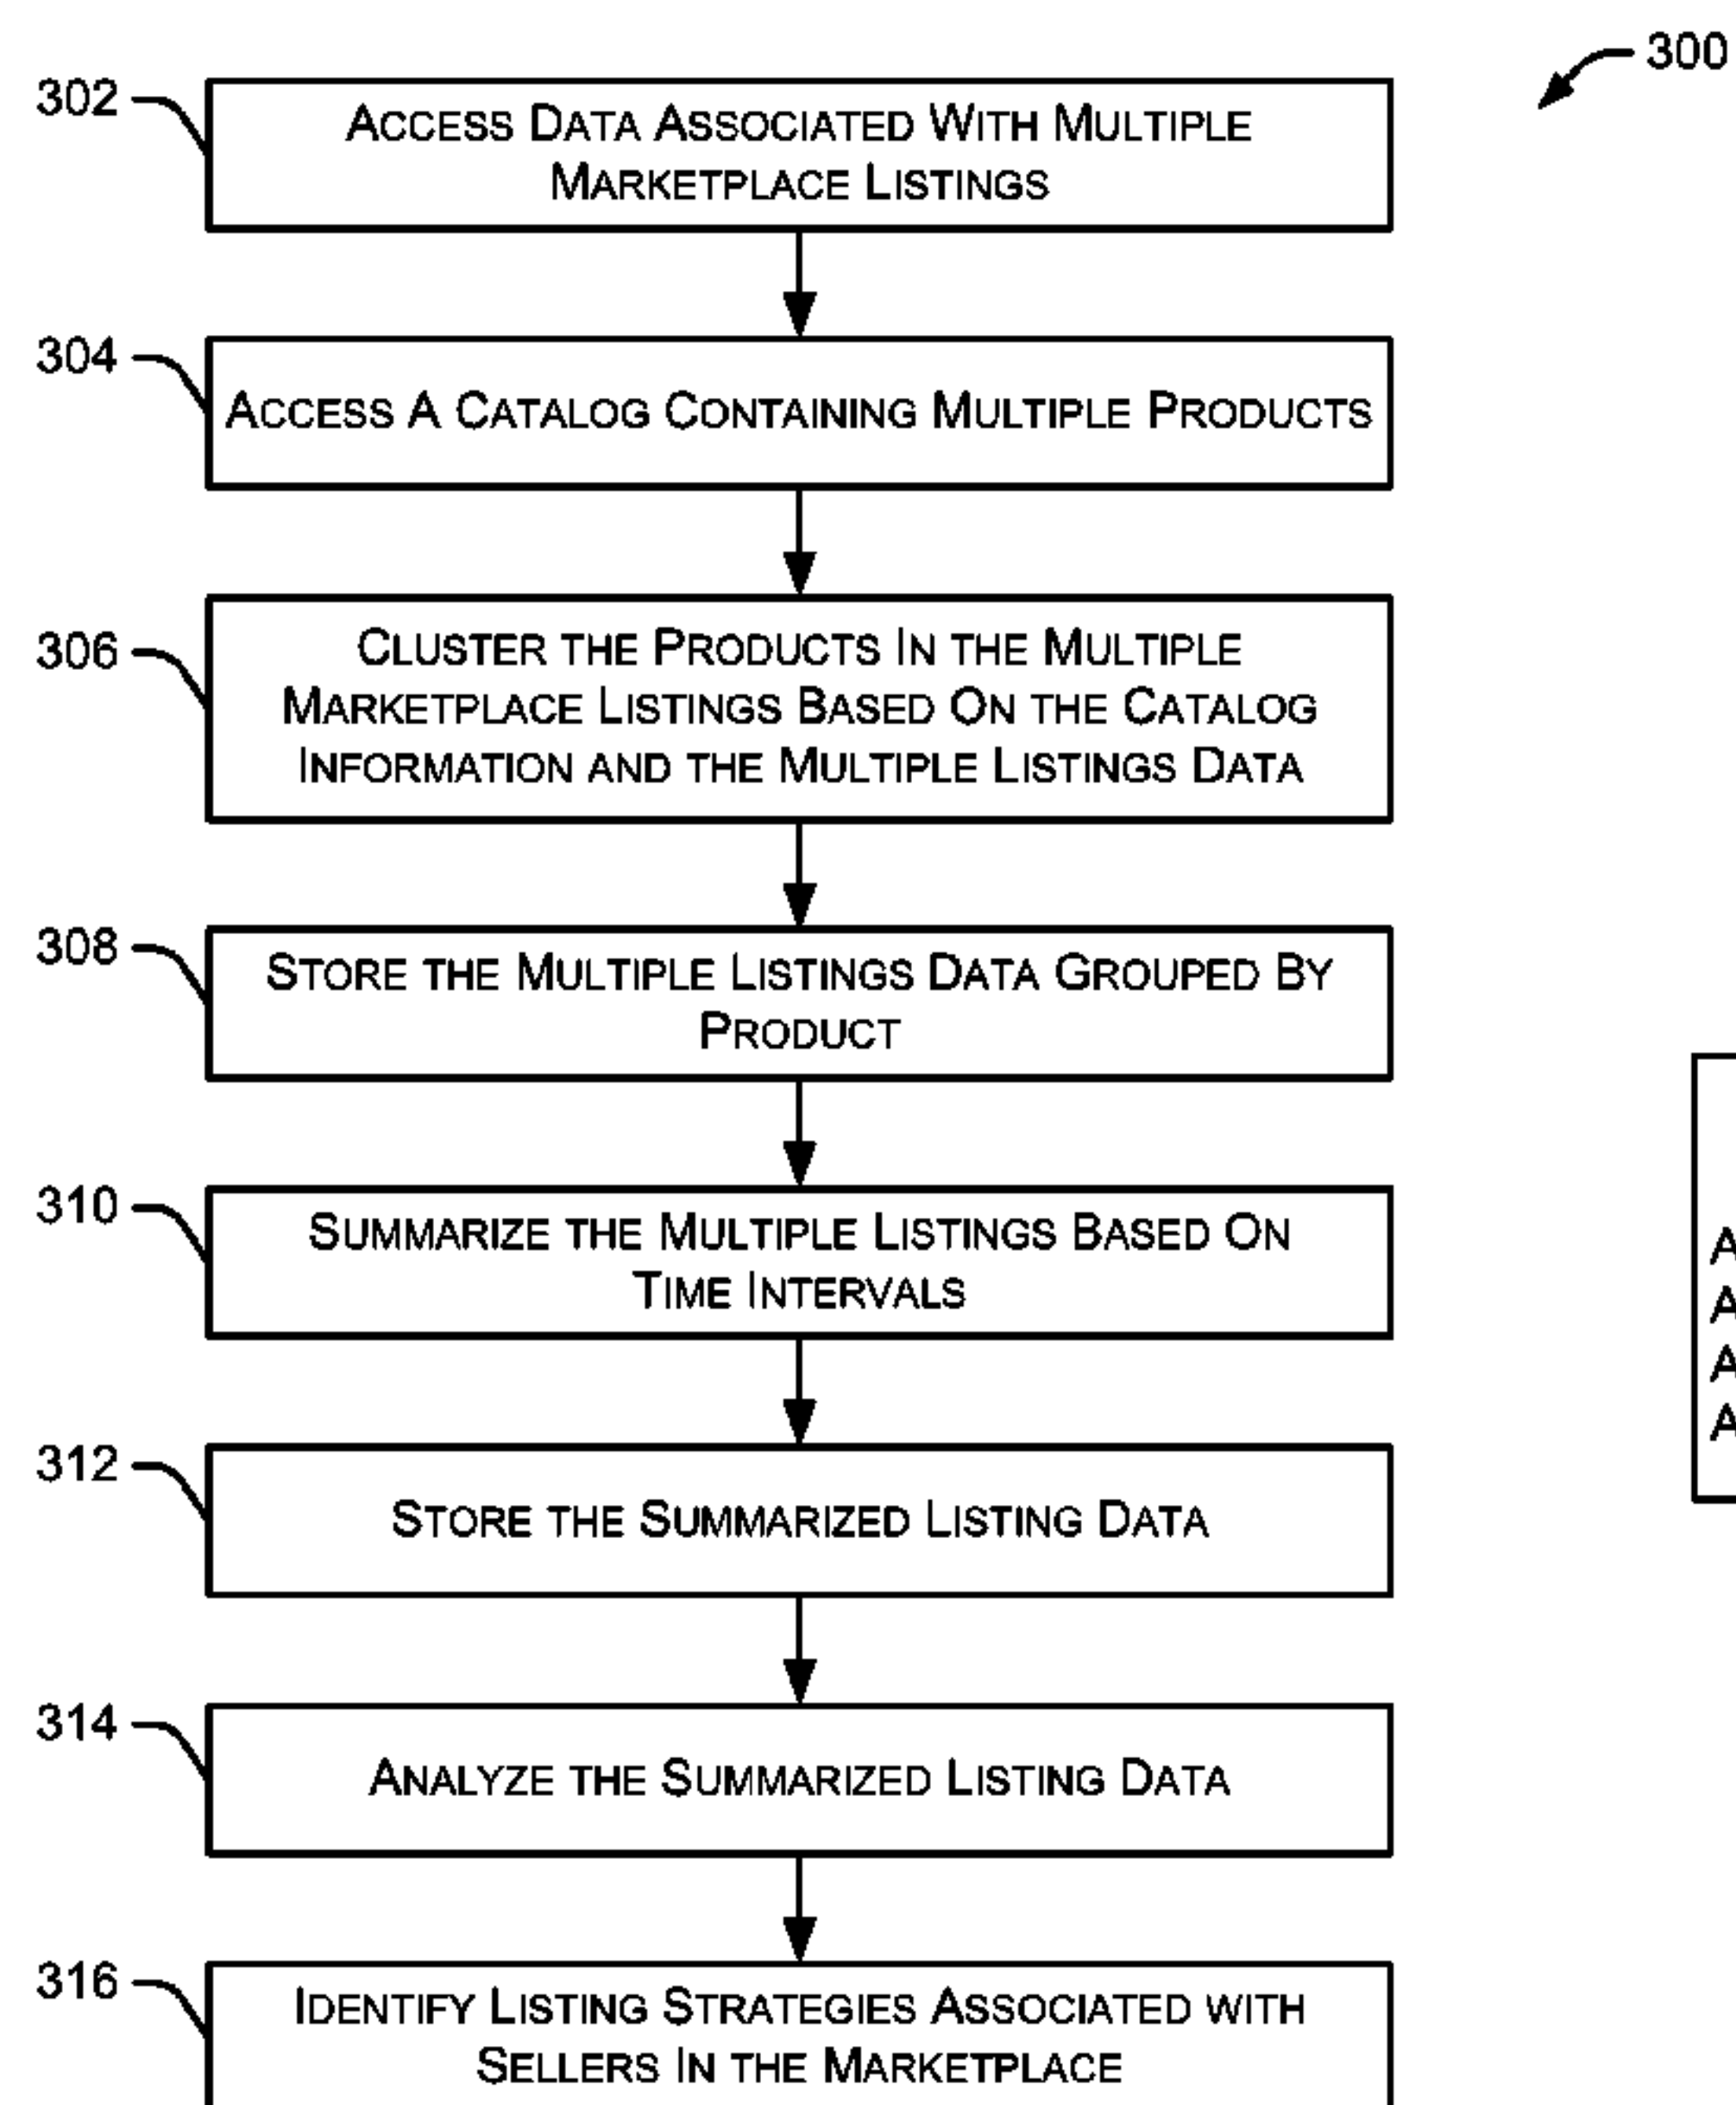 300
302
ACCESS DATA ASSOCIATED WITH MULTIPLE
MARKETPLACE LISTINGS
304
ACCESS A CATALOG CONTAINING MULTIPLE PRODUCTS
306
CLUSTER THE PRODUCTS IN THE MULTIPLE
MARKETPLACE LISTINGS BASED ON THE CATALOG
INFORMATION AND THE MULTIPLE LISTINGS DATA
308
STORE THE MULTIPLE LISTINGS DATA GROUPED BY
PRODUCT
310
SUMMARIZE THE MULTIPLE LISTINGS BASED ON
TIME INTERVALS
312
STORE THE SUMMARIZED LISTING DATA
314
ANALYZE THE SUMMARIZED LISTING DATA
316
IDENTIFY LISTING STRATEGIES ASSOCIATED WITH
SELLERS IN THE MARKETPLACE